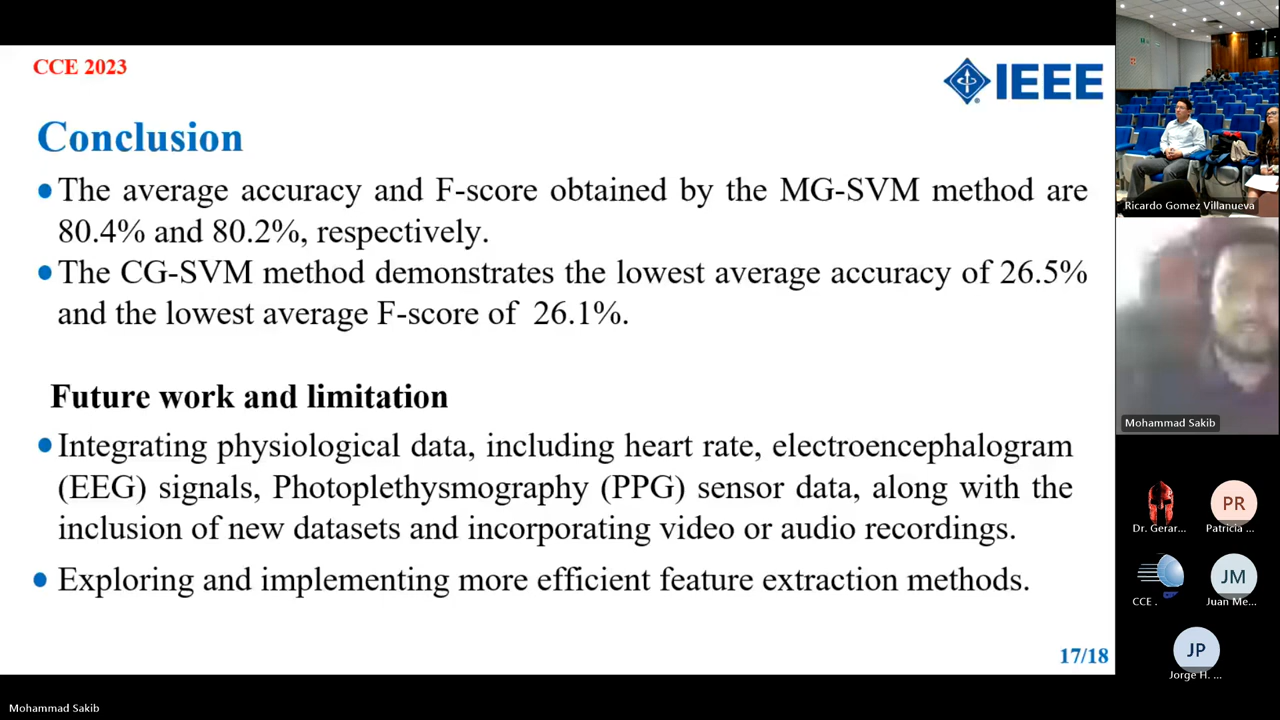 CCE 2023
IEEE
Conclusion
The average accuracy and F-score obtained by the MG-SVM method are
80.4% and 80.2%, respectively.
The CG-SVM method demonstrates the lowest average accuracy of 26.5%
and the lowest average F-score of 26.1%.
Future work and limitation
Integrating physiological data, including heart rate, electroencephalogram
(EEG) signals, Photoplethysmography (PPG) sensor data, along with the
inclusion of new datasets and incorporating video or audio recordings.
Exploring and implementing more efficient feature extraction methods.
17/18
Mohammad Sakib
Ricardo Gomez Villanueva
Mohammad Sakib
Dr. Gerar...
PR
Patricia ...
CCE .
JM
Juan Me...
JP
Jorge H. ...